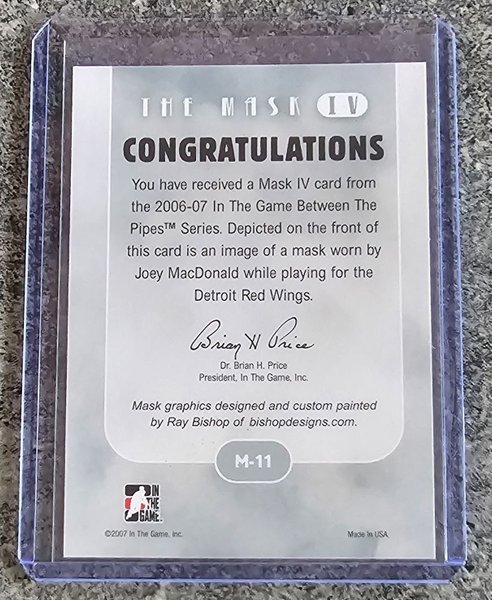 THE MASK IV
CONGRATULATIONS
You have received a Mask IV card from
the 2006-07 In The Game Between The
Pipes™ Series. Depicted on the front of
this card is an image of a mask worn by
Joey MacDonald while playing for the
Detroit Red Wings.
Brian H Price
Dr. Brian H. Price
President, In The Game, Inc.
Mask graphics designed and custom painted
by Ray Bishop of bishopdesigns.com.
M-11
IN
THE
GAME.
©2007 In The Game, Inc.
Made In USA